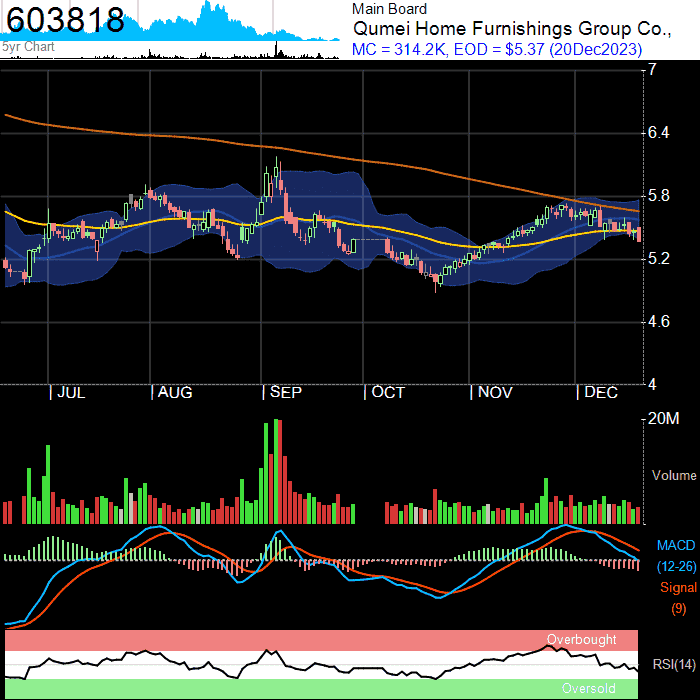 603818
5yr Chart
Main Board
Qumei Home Furnishings Group Co.,
MC = 314.2K, EOD = $5.37 (20Dec2023)
7
6.4
5.8
5.2
4.6
4
| JUL | AUG | SEP | OCT | NOV | DEC
20M
Volume
MACD
(12-26)
Signal
(9)
Overbought
RSI(14)
Oversold